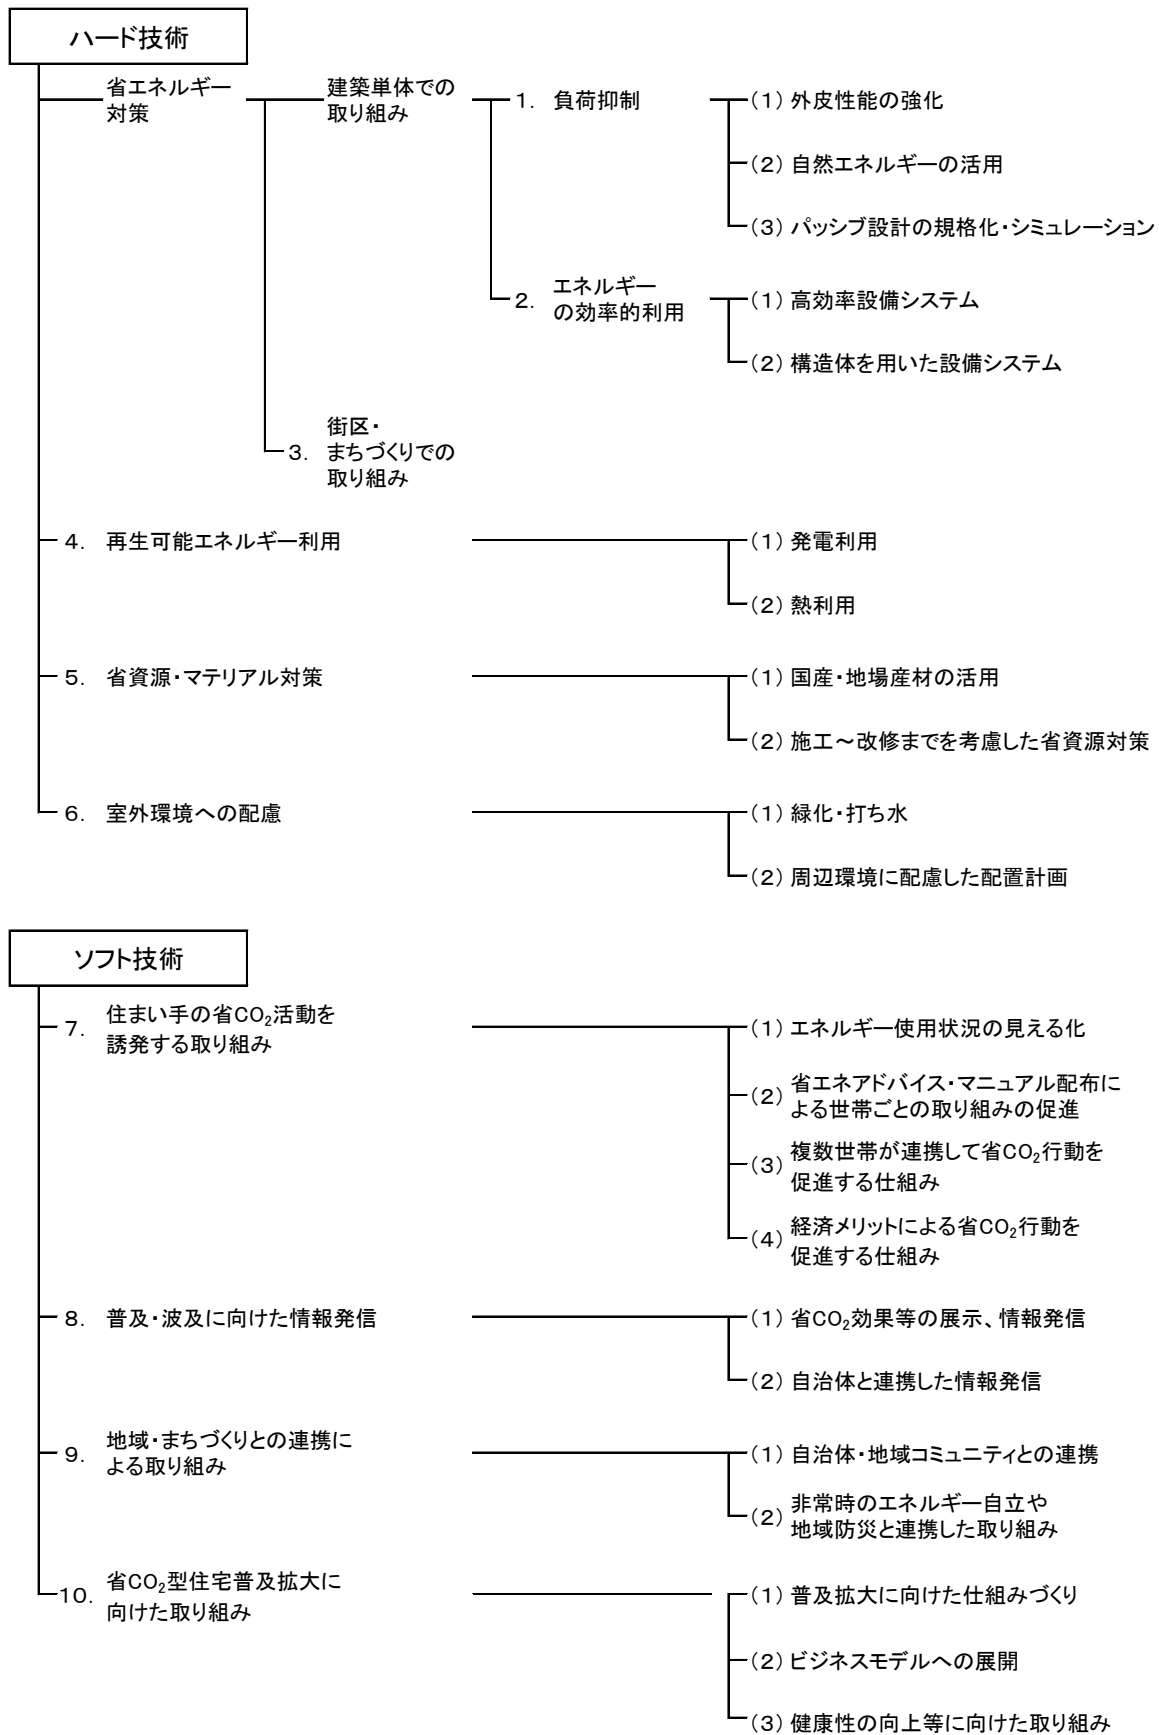 ハード技術
省エネルギー
対策
建築単体での
取り組み
1. 負荷抑制
(1) 外皮性能の強化
(2) 自然エネルギーの活用
(3) パッシブ設計の規格化・シミュレーション
2. エネルギー
の効率的利用
(1) 高効率設備システム
(2) 構造体を用いた設備システム
3. 街区・
まちづくりでの
取り組み
4. 再生可能エネルギー利用
(1) 発電利用
(2) 熱利用
5. 省資源・マテリアル対策
(1) 国産・地場産材の活用
(2) 施工～改修までを考慮した省資源対策
6. 室外環境への配慮
(1) 緑化・打ち水
(2) 周辺環境に配慮した配置計画
ソフト技術
7. 住まい手の省CO₂活動を
誘発する取り組み
(1) エネルギー使用状況の見える化
(2) 省エネアドバイス・マニュアル配布に
よる世帯ごとの取り組みの促進
(3) 複数世帯が連携して省CO₂行動を
促進する仕組み
(4) 経済メリットによる省CO₂行動を
促進する仕組み
8. 普及・波及に向けた情報発信
(1) 省CO₂効果等の展示、情報発信
(2) 自治体と連携した情報発信
9. 地域・まちづくりとの連携に
よる取り組み
(1) 自治体・地域コミュニティとの連携
(2) 非常時のエネルギー自立や
地域防災と連携した取り組み
10. 省CO₂型住宅普及拡大に
向けた取り組み
(1) 普及拡大に向けた仕組みづくり
(2) ビジネスモデルへの展開
(3) 健康性の向上等に向けた取り組み